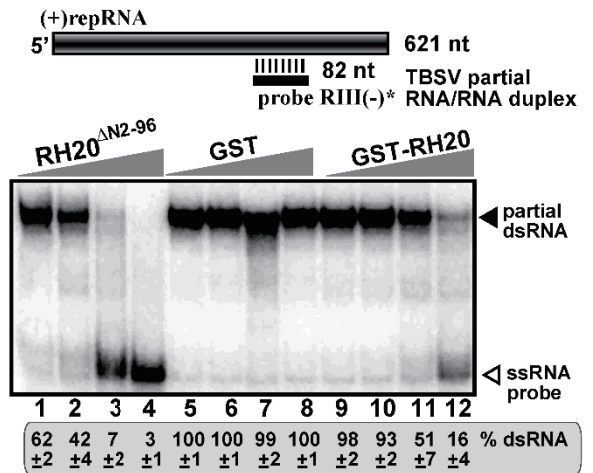 (+)repRNA
5' 621 nt
82 nt TBSV partial
probe RIII(-)* RNA/RNA duplex
RH20ΔN2-96 GST GST-RH20
partial
dsRNA
ssRNA
probe
1 2 3 4 5 6 7 8 9 10 11 12
62 42 7 3 100 100 99 100 98 93 51 16 % dsRNA
±2 ±4 ±2 ±1 ±1 ±1 ±2 ±1 ±2 ±2 ±7 ±4